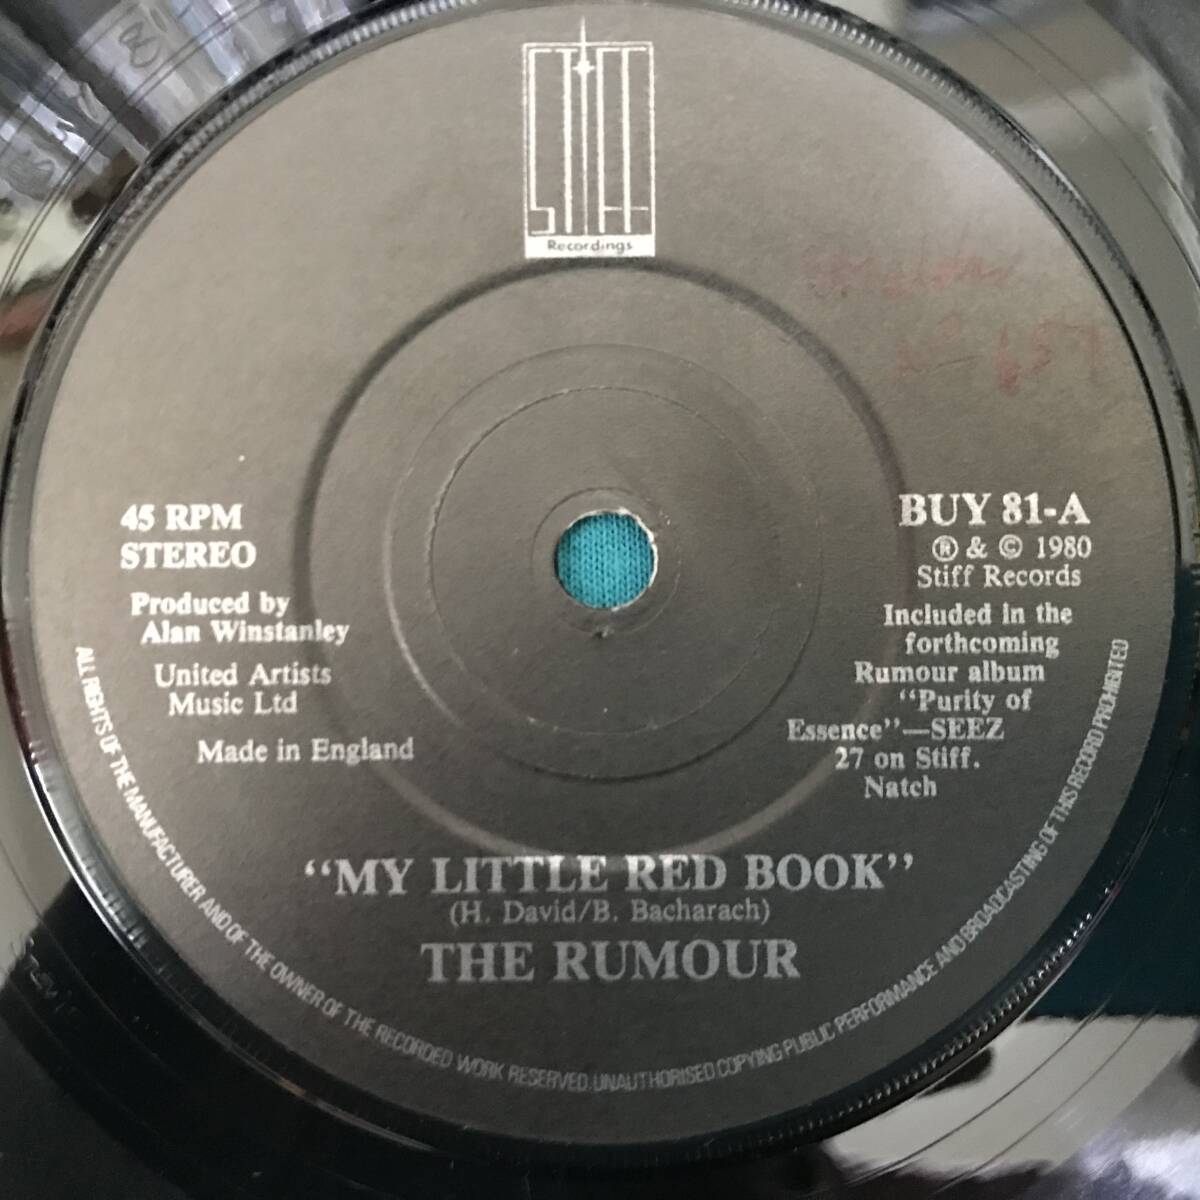 STIFF
Recordings
45 RPM
STEREO
Produced by
Alan Winstanley
United Artists
Music Ltd
Made in England
BUY 81-A
Ⓡ & © 1980
Stiff Records
Included in the
forthcoming
Rumour album
“Purity of
Essence”—SEEZ
27 on Stiff.
Natch
“MY LITTLE RED BOOK”
(H. David/B. Bacharach)
THE RUMOUR
ALL RIGHTS OF THE MANUFACTURER AND OF THE OWNER OF THE RECORDED WORK RESERVED. UNAUTHORISED COPYING PUBLIC PERFORMANCE AND BROADCASTING OF THIS RECORD PROHIBITED